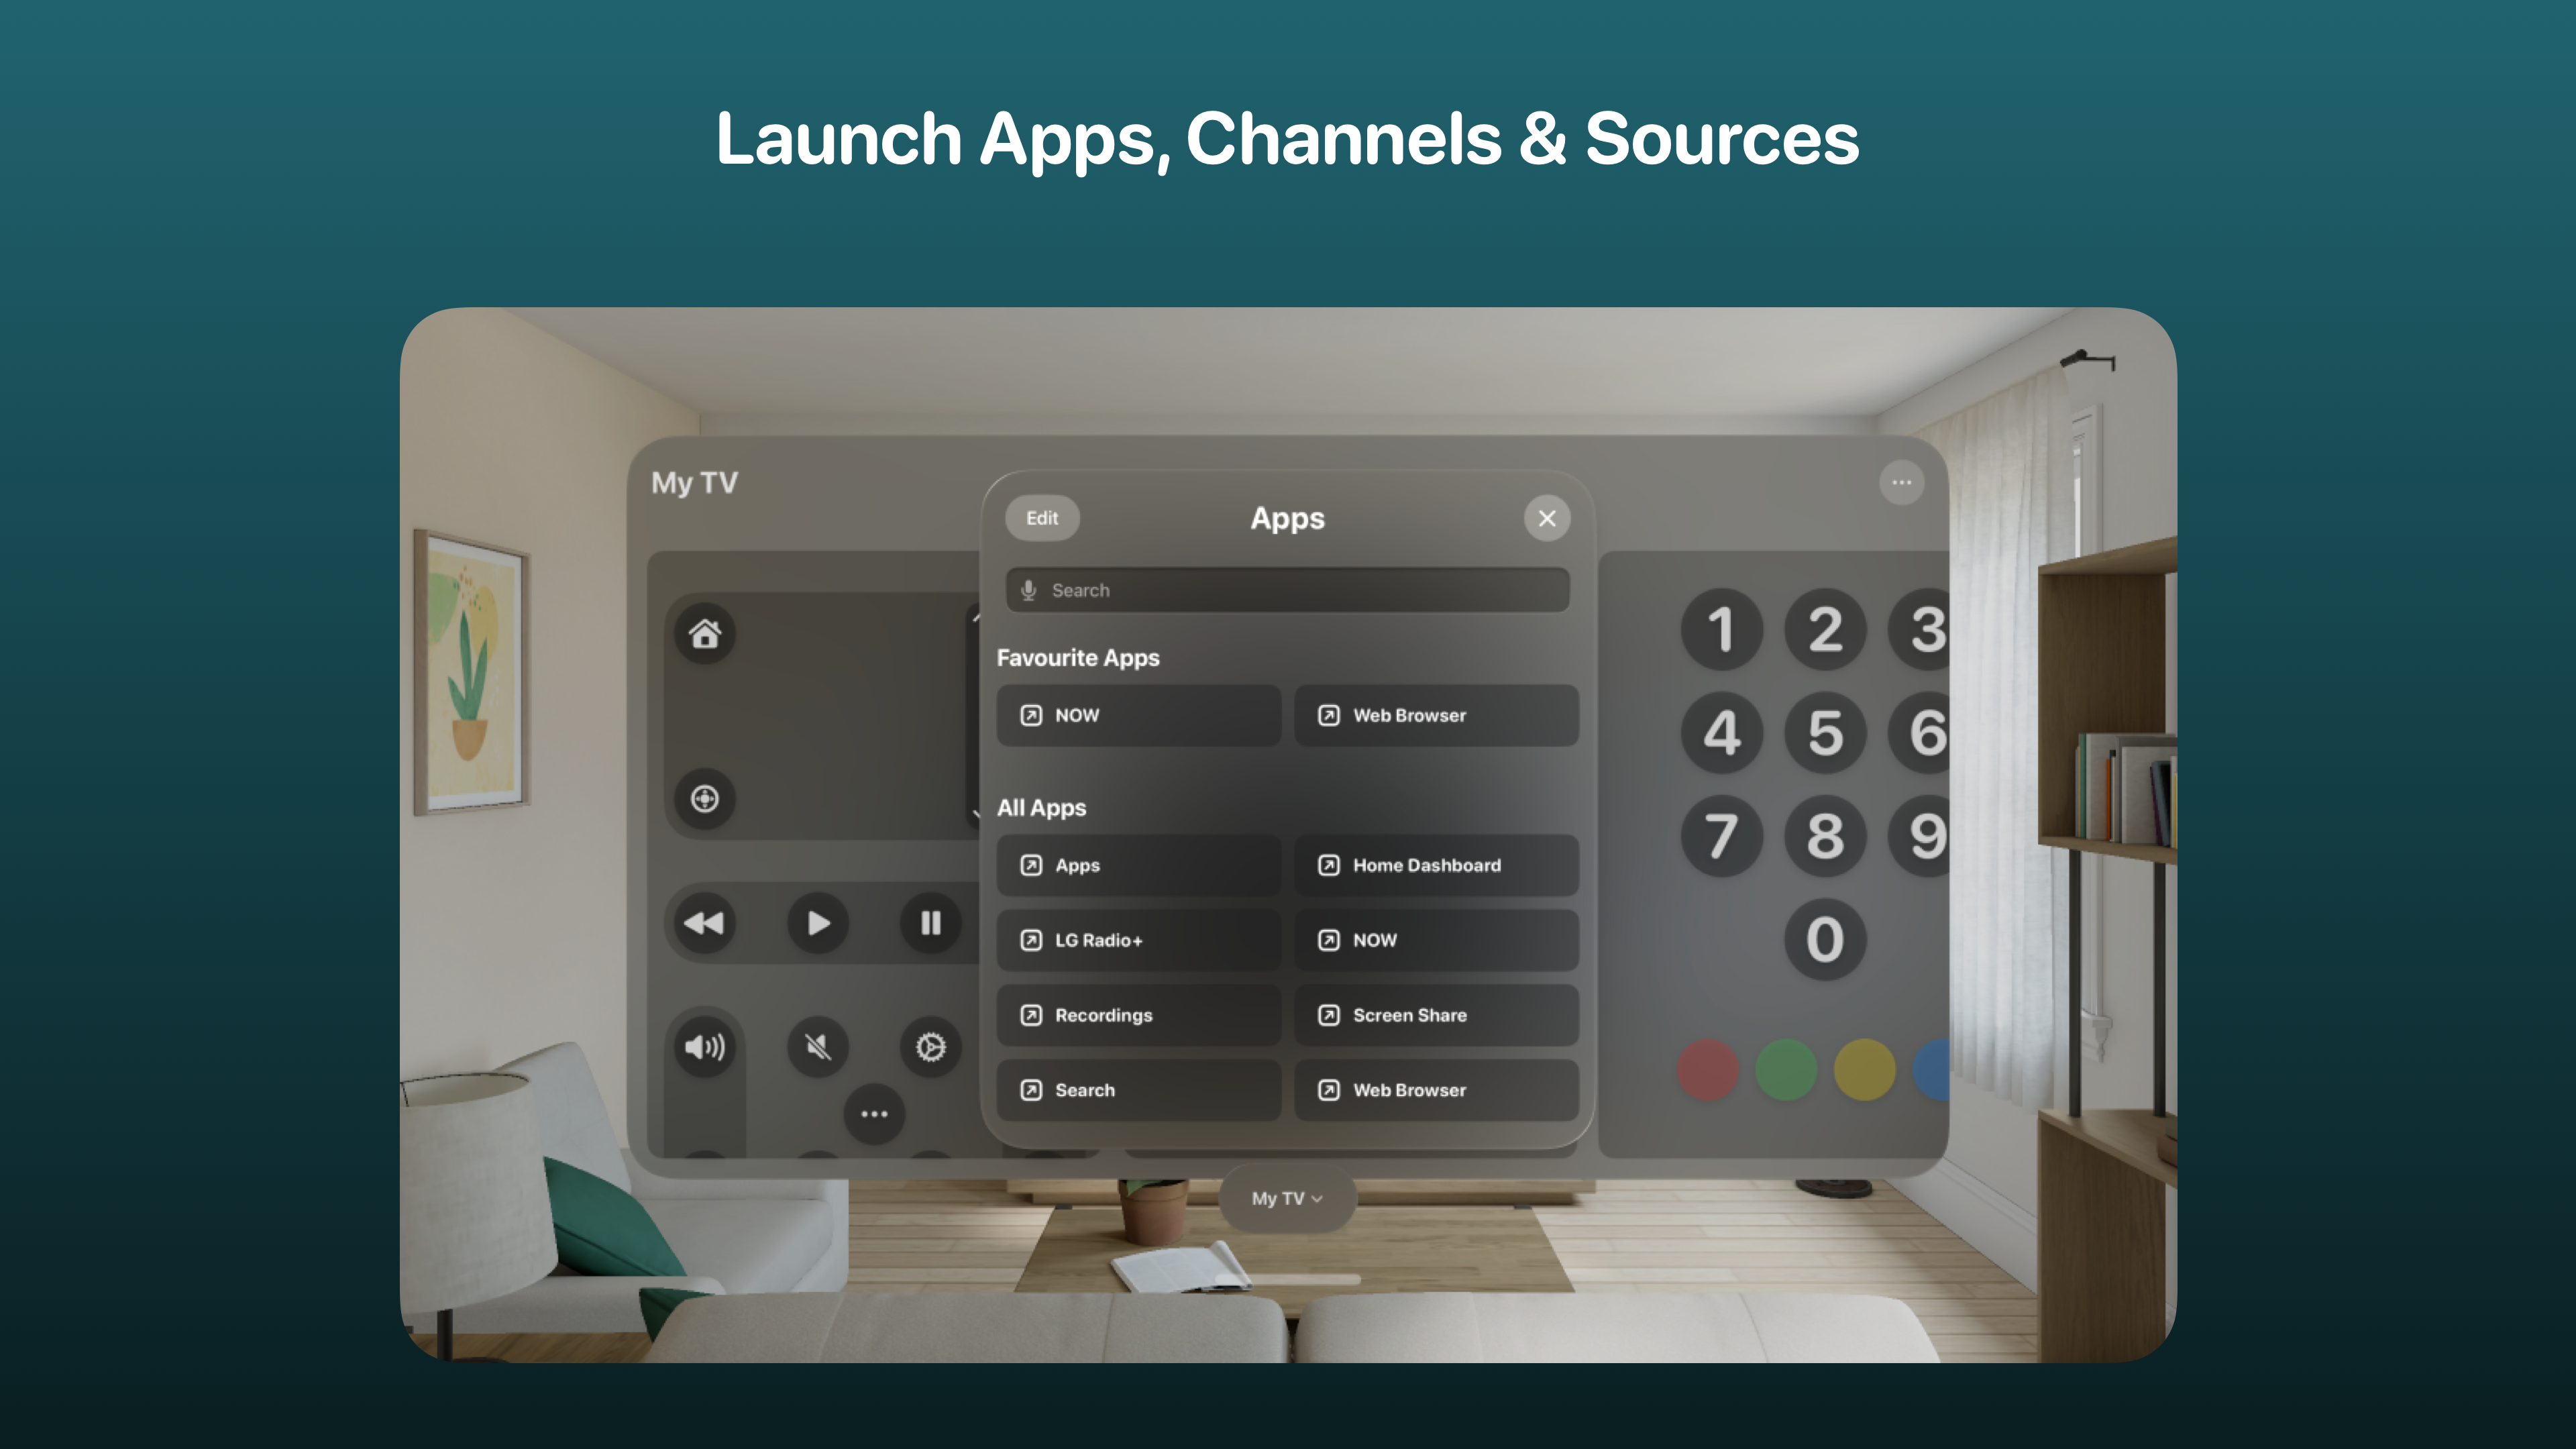 Launch Apps, Channels & Sources
My TV
Edit
Apps
Search
Favourite Apps
NOW
Web Browser
All Apps
Apps
Home Dashboard
LG Radio+
NOW
Recordings
Screen Share
Search
Web Browser
1 2 3
4 5 6
7 8 9
0
My TV